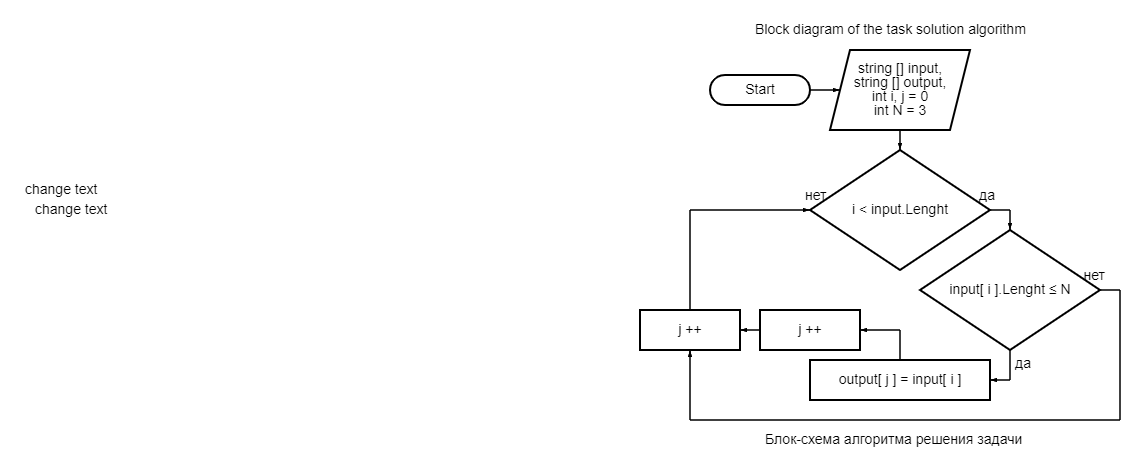 Block diagram of the task solution algorithm
Start
string [] input,
string [] output,
int i, j = 0
int N = 3
change text
change text
нет
i < input.Lenght
да
нет
input[ i ].Lenght ≤ N
j ++
j ++
да
output[ j ] = input[ i ]
Блок-схема алгоритма решения задачи